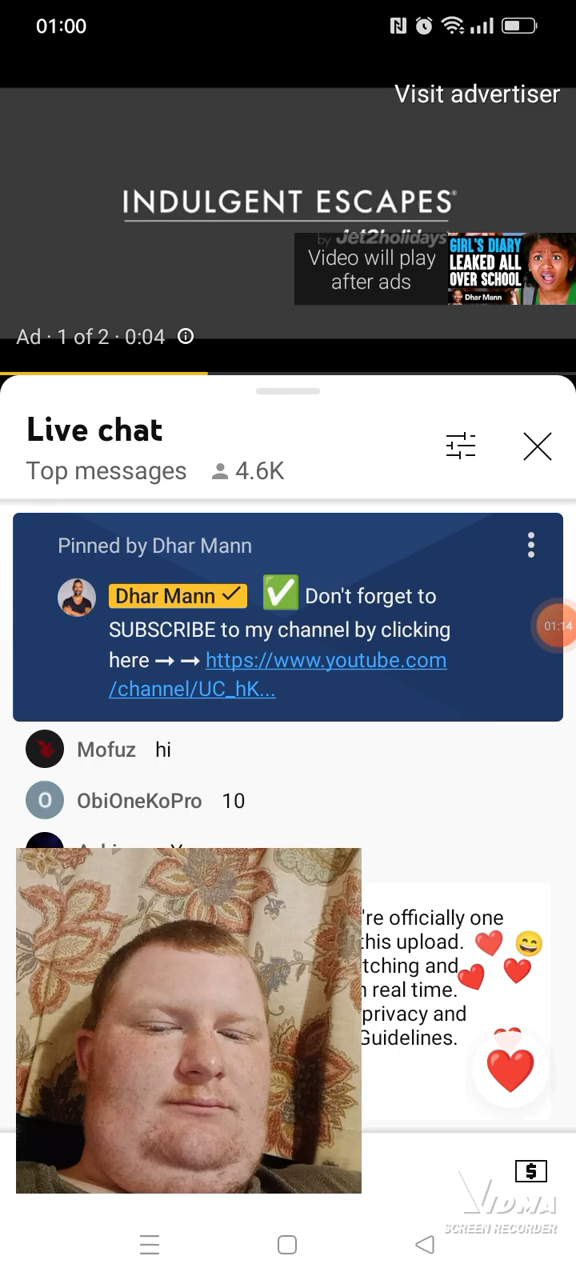 01:00
Visit advertiser
INDULGENT ESCAPES®
by Jet2holidays
Video will play
after ads
GIRL'S DIARY
LEAKED ALL
OVER SCHOOL
Dhar Mann
Ad · 1 of 2 · 0:04
Live chat
Top messages 4.6K
Pinned by Dhar Mann
Dhar Mann ✓ ✅ Don't forget to
SUBSCRIBE to my channel by clicking
here ➞ ➞ https://www.youtube.com
/channel/UC_hK...
01:14
Mofuz hi
O ObiOneKoPro 10
're officially one
this upload.
tching and
real time.
privacy and
Guidelines.
$
VIDMA
SCREEN RECORDER